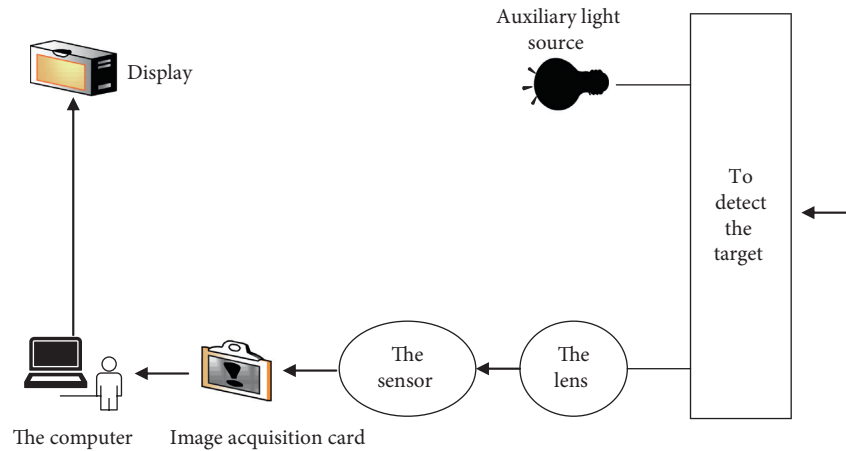 Auxiliary light
source
Display
To
detect
the
target
The
sensor
The
lens
The computer
Image acquisition card